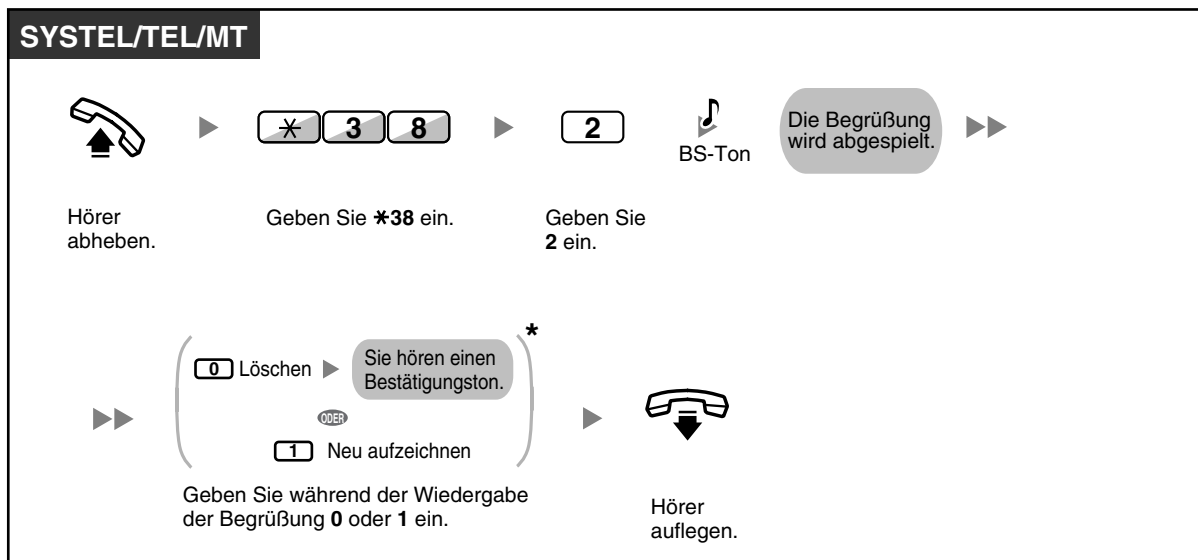 SYSTEL/TEL/MT
* 3 8
2
BS-Ton
Die Begrüßung
wird abgespielt.
Hörer
abheben.
Geben Sie *38 ein.
Geben Sie
2 ein.
*
0 Löschen
Sie hören einen
Bestätigungston.
ODER
1 Neu aufzeichnen
Geben Sie während der Wiedergabe
der Begrüßung 0 oder 1 ein.
Hörer
auflegen.